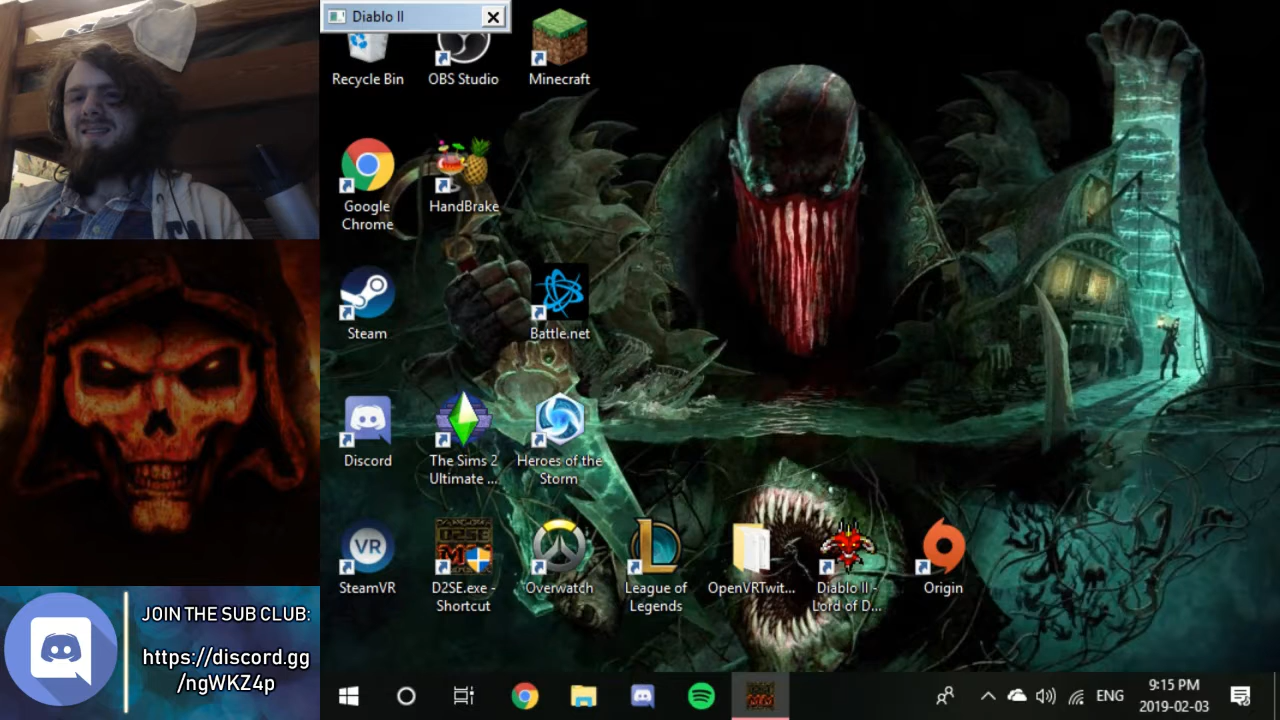 Diablo II
Recycle Bin
OBS Studio
Minecraft
Google
Chrome
HandBrake
Steam
Battle.net
Discord
The Sims 2
Ultimate ...
Heroes of the
Storm
VR
SteamVR
D2SE
D2SE.exe -
Shortcut
Overwatch
League of
Legends
OpenVRTwit...
Diablo II -
Lord of D...
Origin
JOIN THE SUB CLUB:
https://discord.gg
/ngWKZ4p
ENG
9:15 PM
2019-02-03